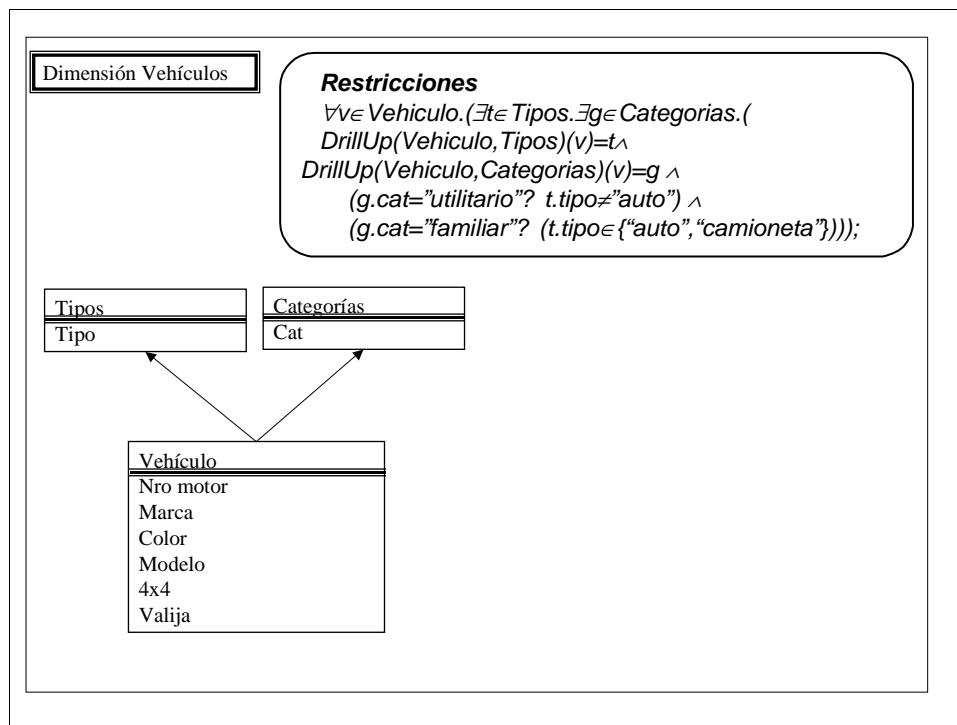 Dimensión Vehículos
Restricciones
∀v∈Vehiculo.(∃t∈Tipos.∃g∈Categorias.(
DrillUp(Vehiculo,Tipos)(v)=t∧
DrillUp(Vehiculo,Categorias)(v)=g ∧
(g.cat=”utilitario”? t.tipo≠”auto”) ∧
(g.cat=”familiar”? (t.tipo∈{“auto”,“camioneta”})));
Tipos
Tipo
Categorías
Cat
Vehículo
Nro motor
Marca
Color
Modelo
4x4
Valija